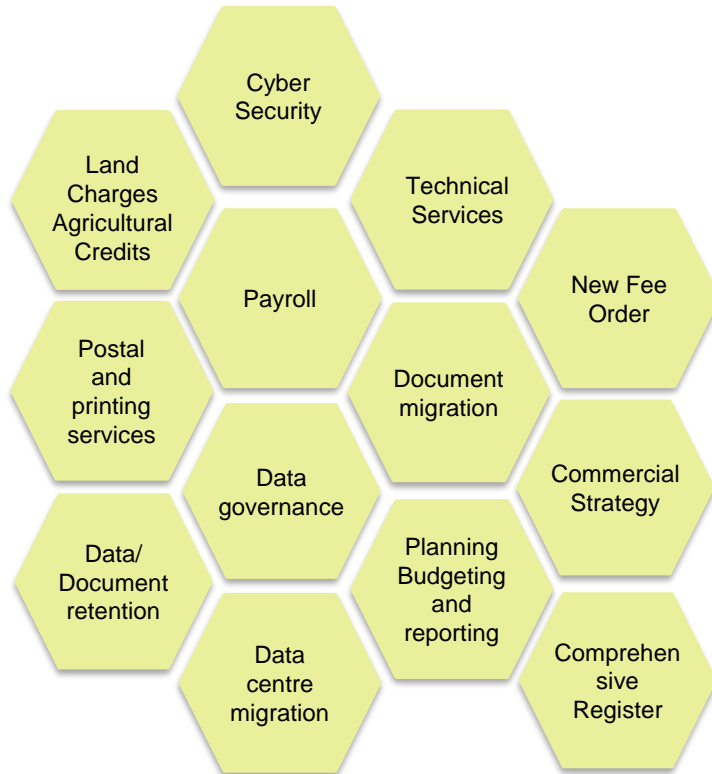 Cyber
Security
Land
Charges
Agricultural
Credits
Technical
Services
Payroll
New Fee
Order
Postal
and
printing
services
Document
migration
Data
governance
Commercial
Strategy
Data/
Document
retention
Planning
Budgeting
and
reporting
Data
centre
migration
Comprehen
sive
Register